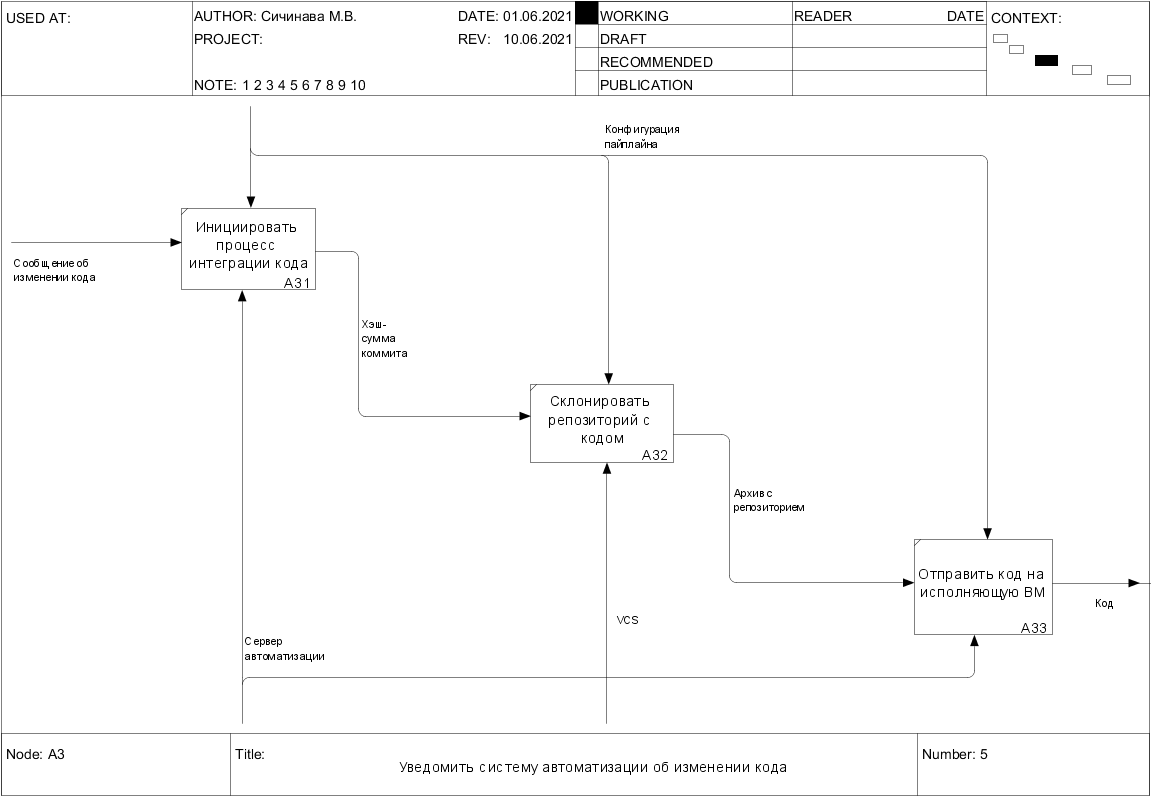 USED AT:
AUTHOR: Сичинава М.В.
DATE: 01.06.2021
WORKING
READER
DATE
CONTEXT:
PROJECT:
REV: 10.06.2021
DRAFT
RECOMMENDED
NOTE: 1 2 3 4 5 6 7 8 9 10
PUBLICATION
Конфигурация
пайплайна
Инициировать
процесс
интеграции кода
A31
Сообщение об
изменении кода
Хэш-
сумма
коммита
Склонировать
репозиторий с
кодом
A32
Архив с
репозиторием
Отправить код на
исполняющую ВМ
A33
Код
VCS
Сервер
автоматизации
Node: A3
Title:
Уведомить систему автоматизации об изменении кода
Number: 5